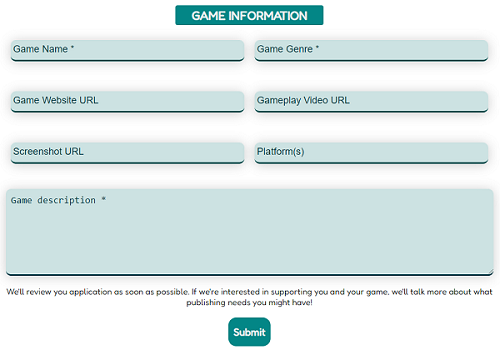 GAME INFORMATION
Game Name * Game Genre *
Game Website URL Gameplay Video URL
Screenshot URL Platform(s)
Game description *
We'll review you application as soon as possible. If we're interested in supporting you and your game, we'll talk more about what
publishing needs you might have!
Submit